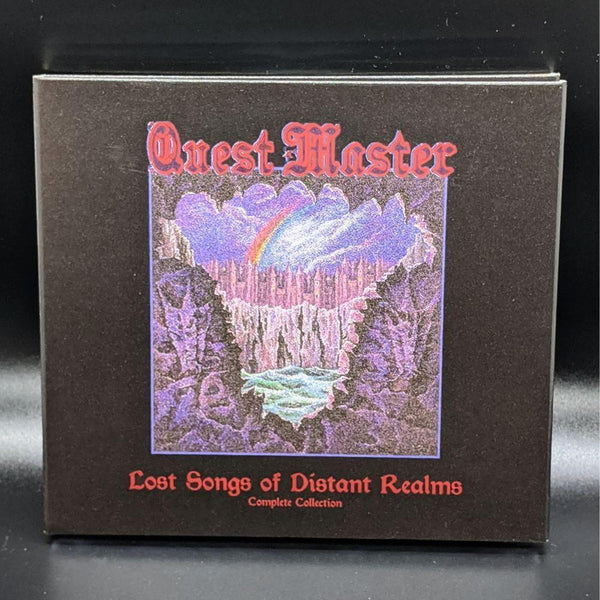 Quest Master
Lost Songs of Distant Realms
Complete Collection